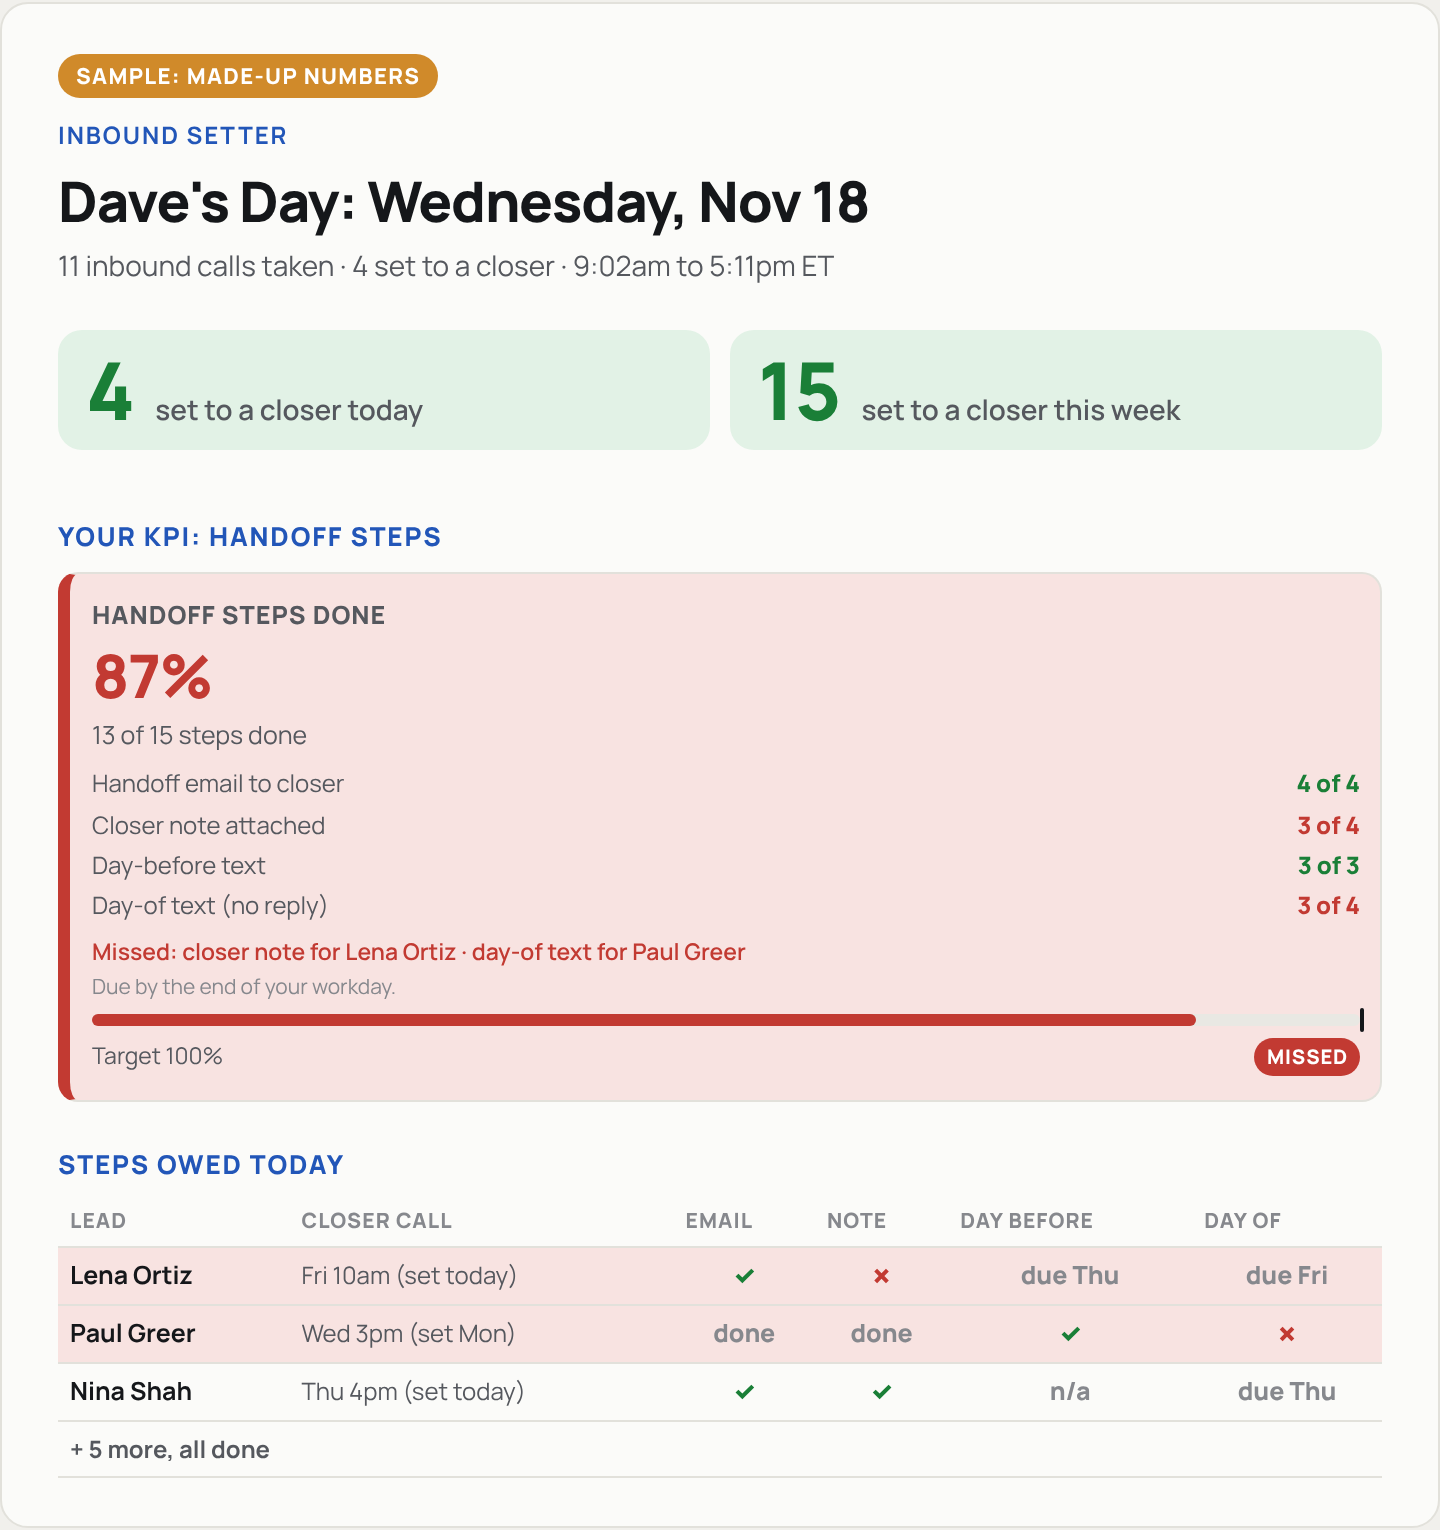 SAMPLE: MADE-UP NUMBERS
INBOUND SETTER
Dave's Day: Wednesday, Nov 18
11 inbound calls taken · 4 set to a closer · 9:02am to 5:11pm ET
4 set to a closer today
15 set to a closer this week
YOUR KPI: HANDOFF STEPS
HANDOFF STEPS DONE
87%
13 of 15 steps done
Handoff email to closer 4 of 4
Closer note attached 3 of 4
Day-before text 3 of 3
Day-of text (no reply) 3 of 4
Missed: closer note for Lena Ortiz · day-of text for Paul Greer
Due by the end of your workday.
Target 100% MISSED
STEPS OWED TODAY
LEAD CLOSER CALL EMAIL NOTE DAY BEFORE DAY OF
Lena Ortiz Fri 10am (set today) ✓ ✗ due Thu due Fri
Paul Greer Wed 3pm (set Mon) done done ✓ ✗
Nina Shah Thu 4pm (set today) ✓ ✓ n/a due Thu
+ 5 more, all done